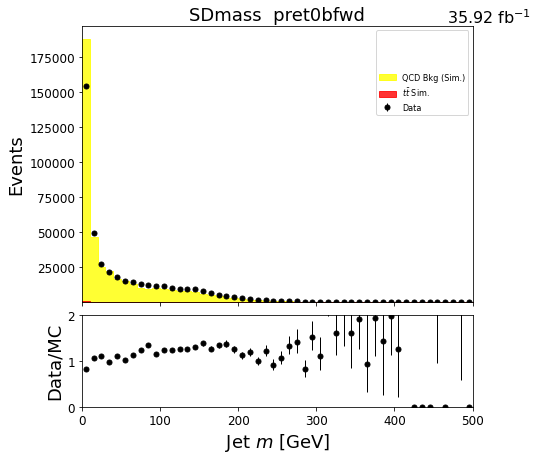 SDmass pret0bfwd
35.92 fb⁻¹
Events
175000
150000
125000
100000
75000
50000
25000
QCD Bkg (Sim.)
tt̄ Sim.
Data
Data/MC
2
1
0
0 100 200 300 400 500
Jet m [GeV]